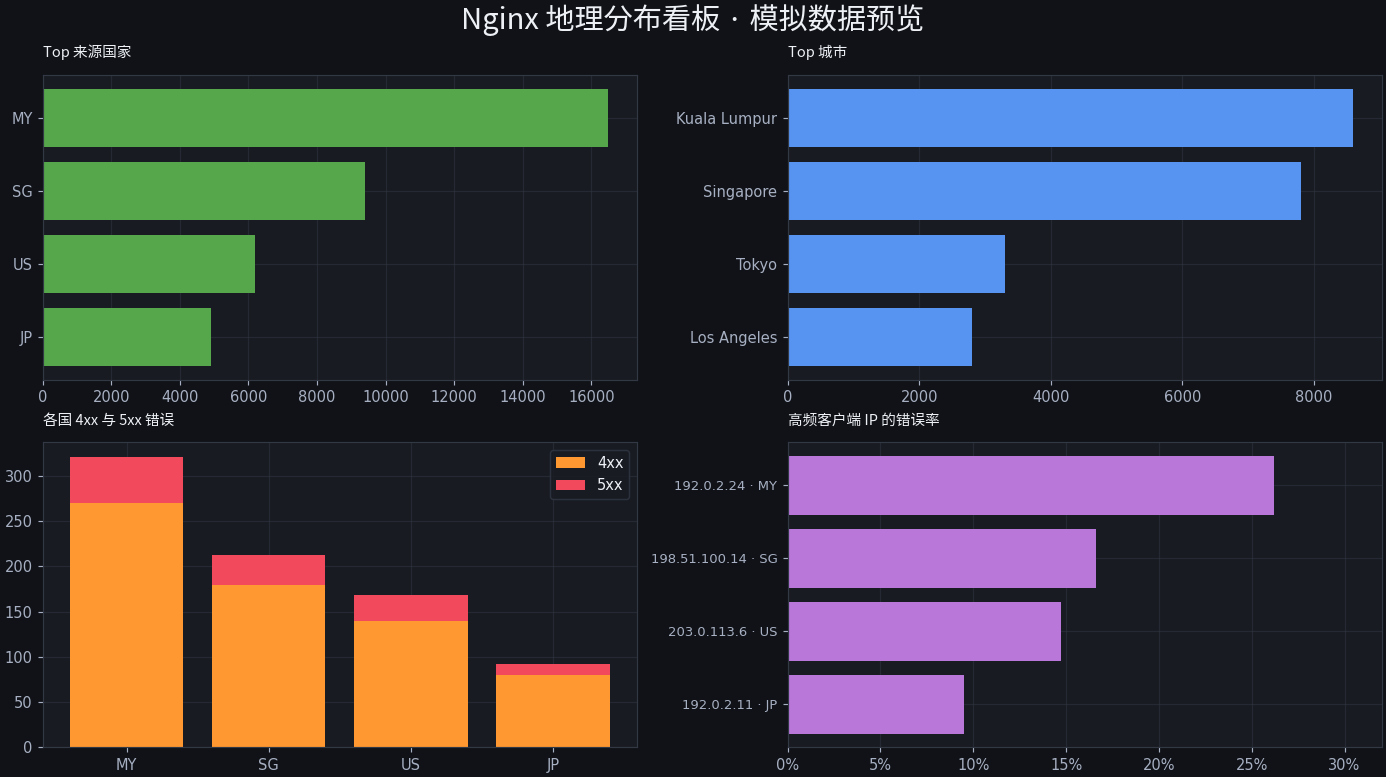 Nginx 地理分布看板 · 模拟数据预览
Top 来源国家
MY
SG
US
JP
0 2000 4000 6000 8000 10000 12000 14000 16000
Top 城市
Kuala Lumpur
Singapore
Tokyo
Los Angeles
0 2000 4000 6000 8000
各国 4xx 与 5xx 错误
4xx
5xx
300
250
200
150
100
50
0
MY SG US JP
高频客户端 IP 的错误率
192.0.2.24 · MY
198.51.100.14 · SG
203.0.113.6 · US
192.0.2.11 · JP
0% 5% 10% 15% 20% 25% 30%